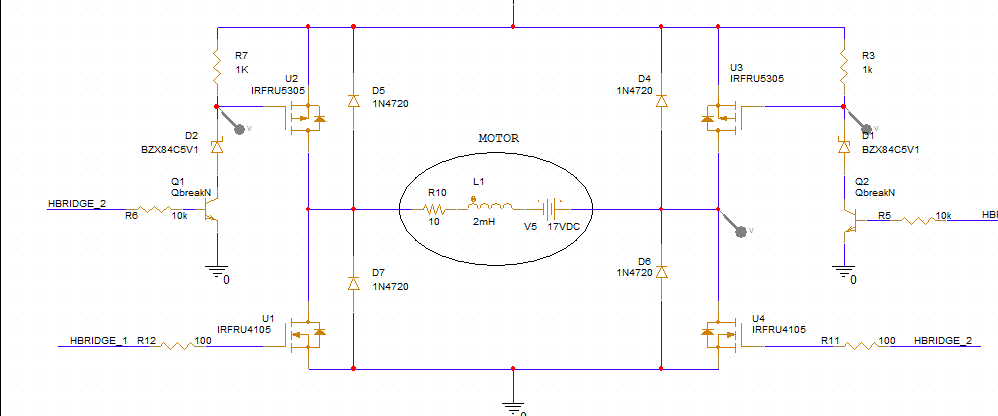 R7
1K
U2
IRFRU5305
D5
1N4720
D4
1N4720
U3
IRFRU5305
R3
1k
V
V
D2
BZX84C5V1
D1
BZX84C5V1
MOTOR
Q1
QbreakN
Q2
QbreakN
HBRIDGE_2
R6
10k
R10
10
L1
2mH
V5
17VDC
V
R5
10k
0
0
D7
1N4720
D6
1N4720
U1
IRFRU4105
U4
IRFRU4105
HBRIDGE_1
R12
100
R11
100
HBRIDGE_2
0